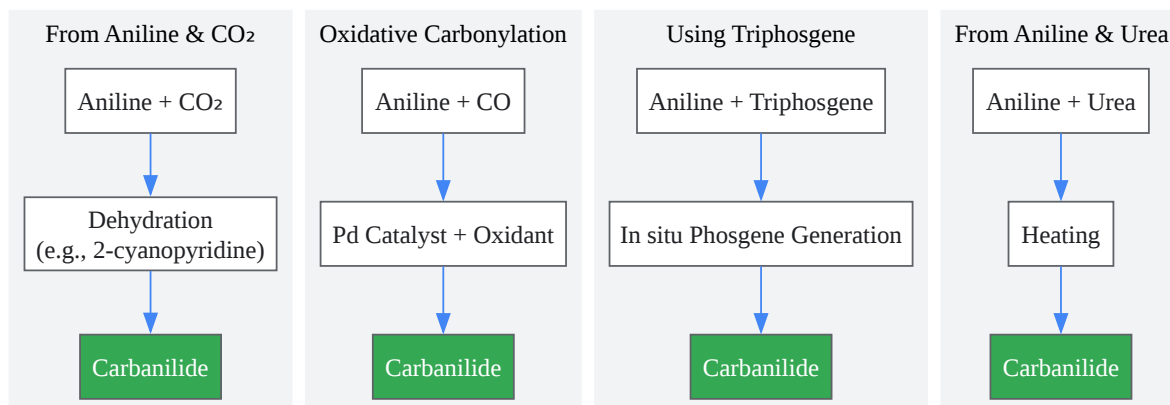 From Aniline & CO₂
Aniline + CO₂
Dehydration
(e.g., 2-cyanopyridine)
Carbanilide
Oxidative Carbonylation
Aniline + CO
Pd Catalyst + Oxidant
Carbanilide
Using Triphosgene
Aniline + Triphosgene
In situ Phosgene Generation
Carbanilide
From Aniline & Urea
Aniline + Urea
Heating
Carbanilide